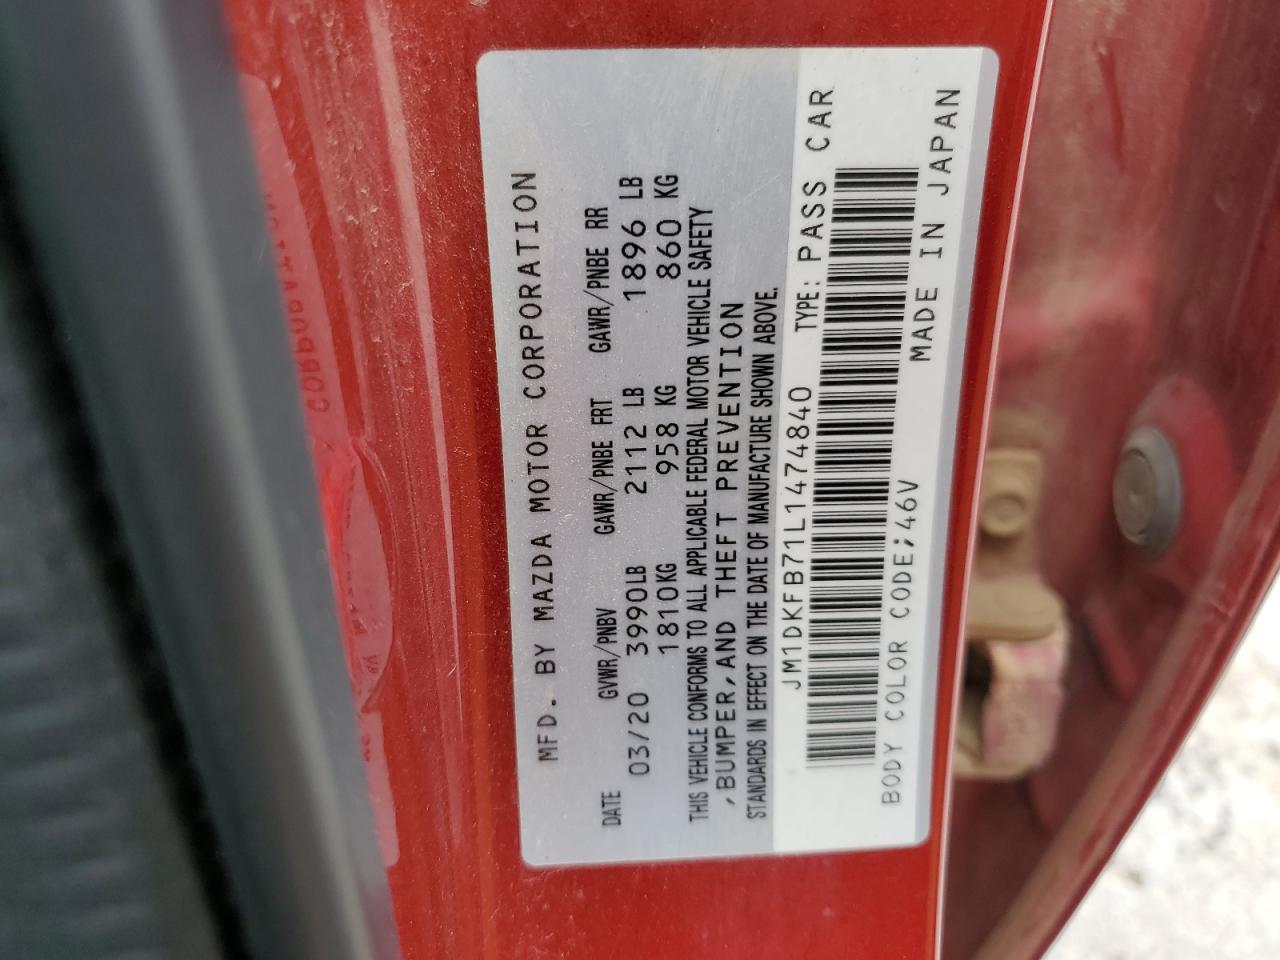 MFD. BY MAZDA MOTOR CORPORATION
DATE GVWR/PNBV GAWR/PNBE FRT GAWR/PNBE RR
03/20 3990LB 2112 LB 1896 LB
1810KG 958 KG 860 KG
THIS VEHICLE CONFORMS TO ALL APPLICABLE FEDERAL MOTOR VEHICLE SAFETY
,BUMPER,AND THEFT PREVENTION
STANDARDS IN EFFECT ON THE DATE OF MANUFACTURE SHOWN ABOVE.
JM1DKFB71L1474840 TYPE: PASS CAR
BODY COLOR CODE;46V MADE IN JAPAN